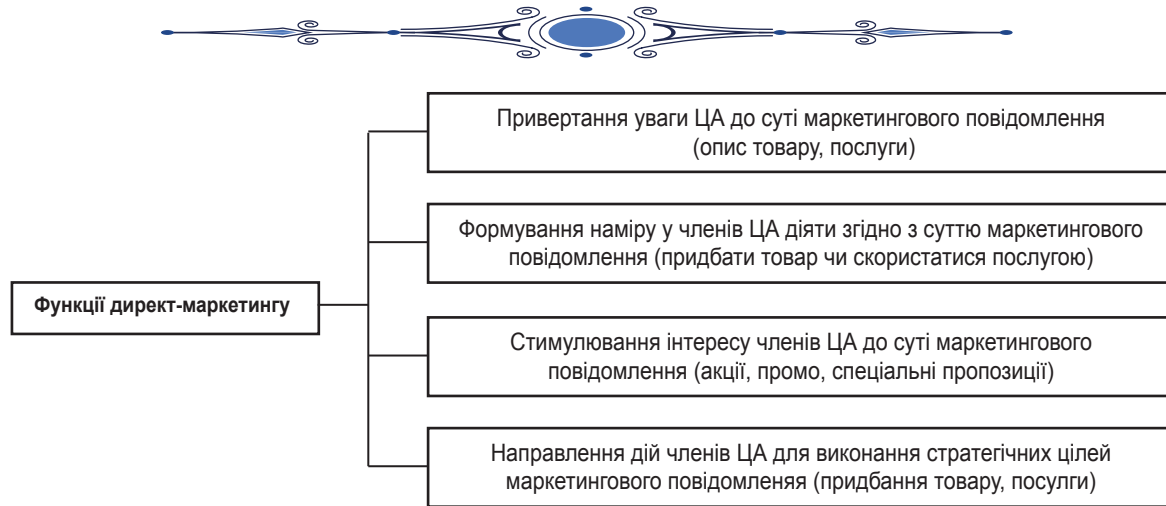 Привертання уваги ЦА до суті маркетингового повідомлення
(опис товару, послуги)
Формування наміру у членів ЦА діяти згідно з суттю маркетингового
повідомлення (придбати товар чи скористатися послугою)
Функції директ-маркетингу
Стимулювання інтересу членів ЦА до суті маркетингового
повідомлення (акції, промо, спеціальні пропозиції)
Направлення дій членів ЦА для виконання стратегічних цілей
маркетингового повідомленяя (придбання товару, посулги)